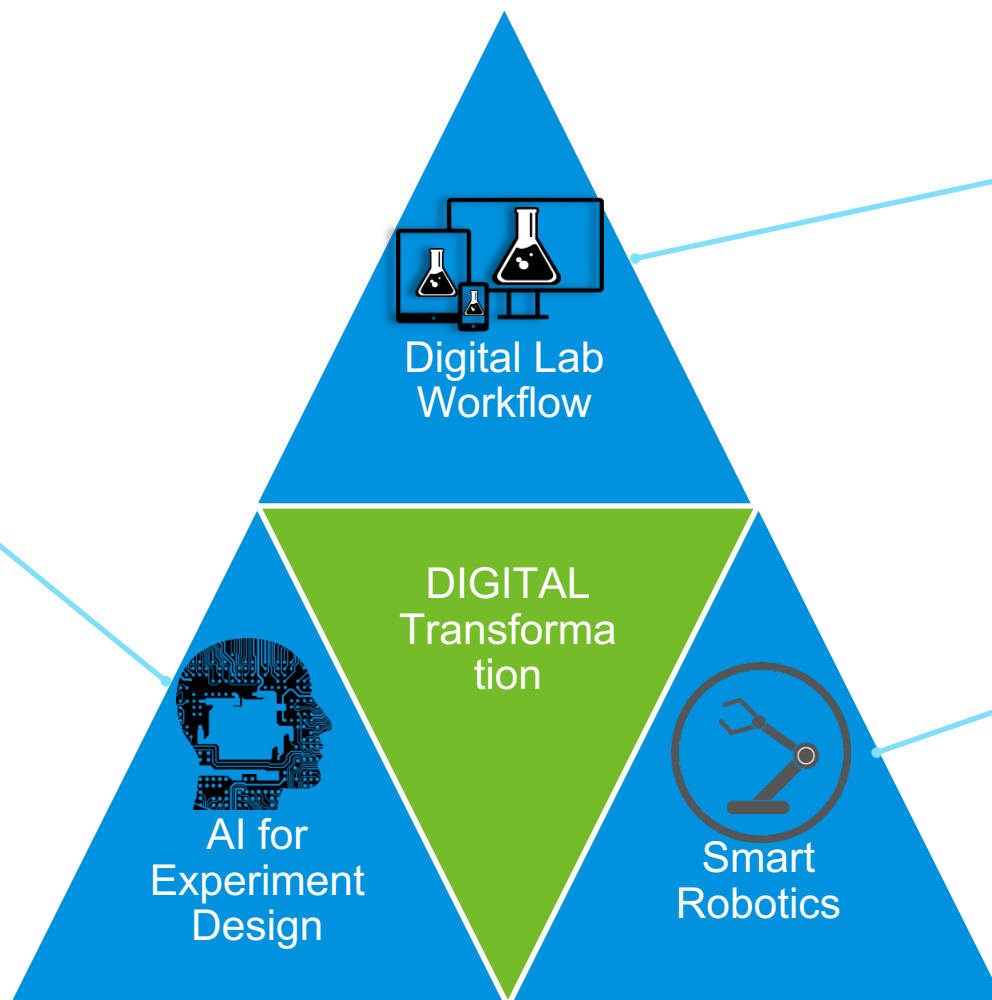 Digital Lab
Workflow
DIGITAL
Transforma
tion
AI for
Experiment
Design
Smart
Robotics